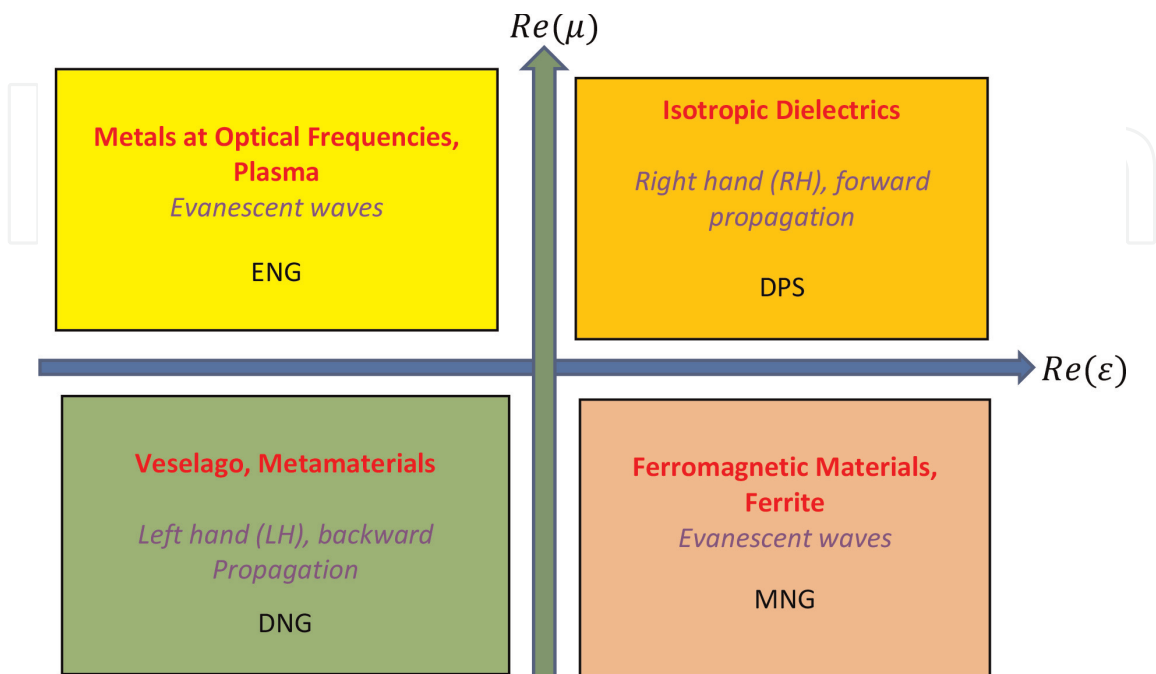 Re(μ)
Metals at Optical Frequencies,
Plasma
Evanescent waves
ENG
Isotropic Dielectrics
Right hand (RH), forward
propagation
DPS
Re(ε)
Veselago, Metamaterials
Left hand (LH), backward
Propagation
DNG
Ferromagnetic Materials,
Ferrite
Evanescent waves
MNG